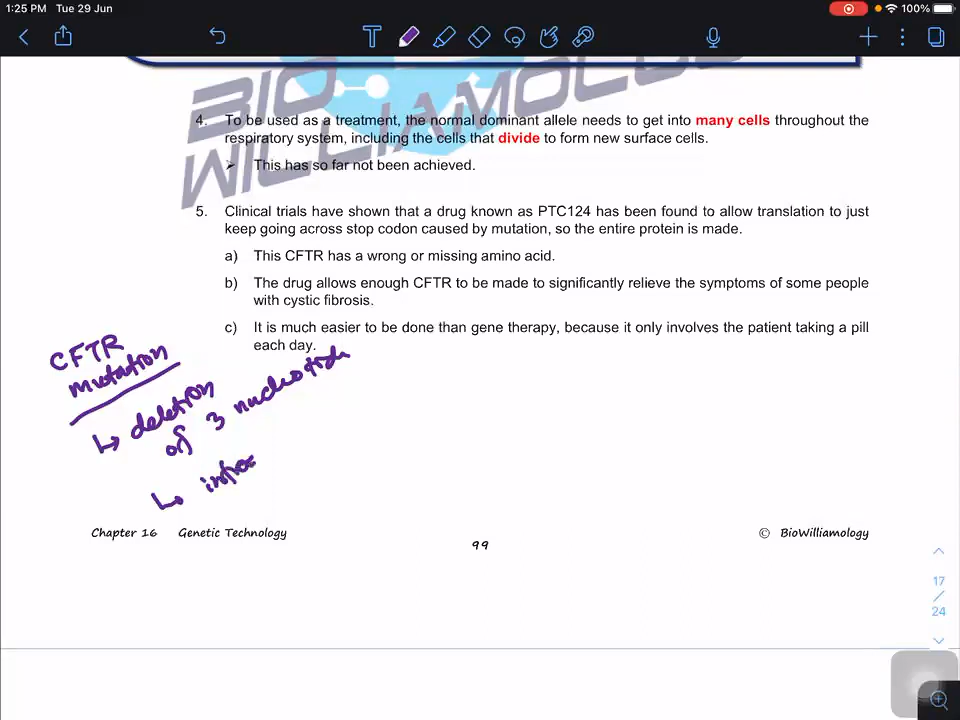 1:25 PM Tue 29 Jun
100%
BIO
WILLIAMOLOG
4. To be used as a treatment, the normal dominant allele needs to get into many cells throughout the
respiratory system, including the cells that divide to form new surface cells.
➢ This has so far not been achieved.
5. Clinical trials have shown that a drug known as PTC124 has been found to allow translation to just
keep going across stop codon caused by mutation, so the entire protein is made.
a) This CFTR has a wrong or missing amino acid.
b) The drug allows enough CFTR to be made to significantly relieve the symptoms of some people
with cystic fibrosis.
c) It is much easier to be done than gene therapy, because it only involves the patient taking a pill
each day.
CFTR
mutation
↳ deletion
of 3 nucleotide
↳
Chapter 16 Genetic Technology
99
© BioWilliamology
17
/
24